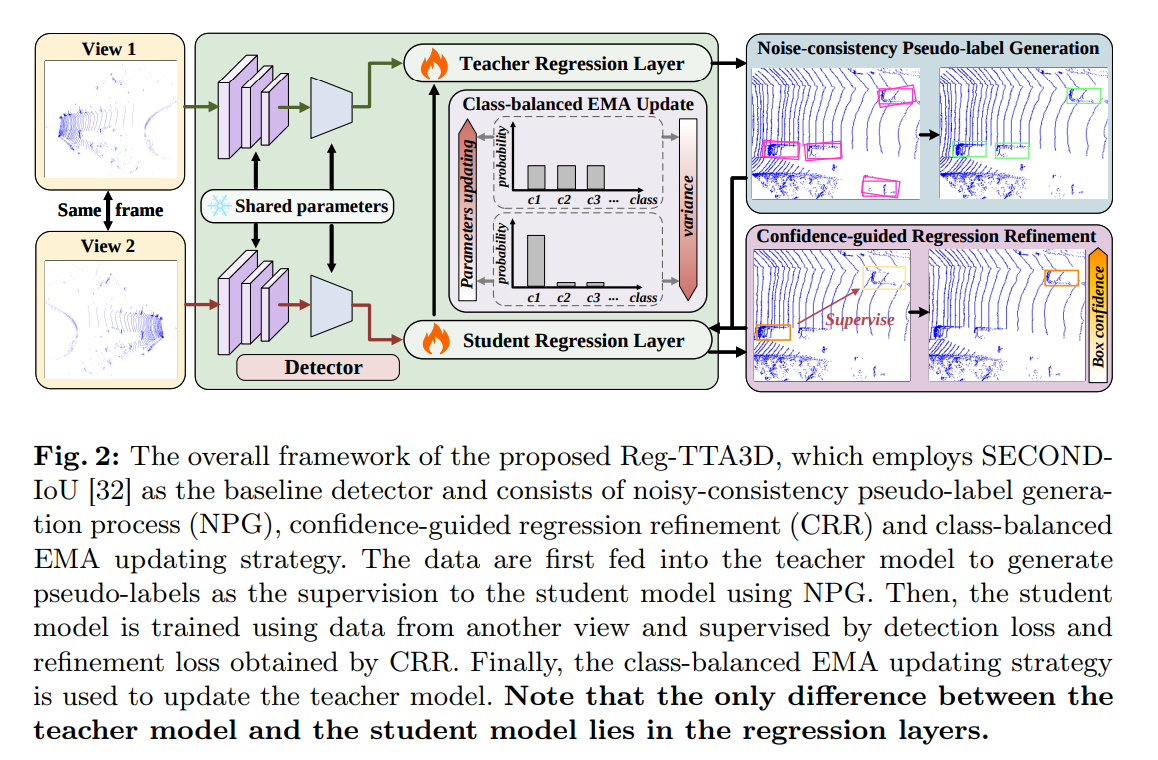 View 1
Same frame
View 2
Shared parameters
Detector
Teacher Regression Layer
Class-balanced EMA Update
Parameters updating
probability
c1 c2 c3 ... class
probability
c1 c2 c3 ... class
variance
Student Regression Layer
Noise-consistency Pseudo-label Generation
Confidence-guided Regression Refinement
Supervise
Box confidence
Fig. 2: The overall framework of the proposed Reg-TTA3D, which employs SECOND-
IoU [32] as the baseline detector and consists of noisy-consistency pseudo-label genera-
tion process (NPG), confidence-guided regression refinement (CRR) and class-balanced
EMA updating strategy. The data are first fed into the teacher model to generate
pseudo-labels as the supervision to the student model using NPG. Then, the student
model is trained using data from another view and supervised by detection loss and
refinement loss obtained by CRR. Finally, the class-balanced EMA updating strategy
is used to update the teacher model. Note that the only difference between the
teacher model and the student model lies in the regression layers.